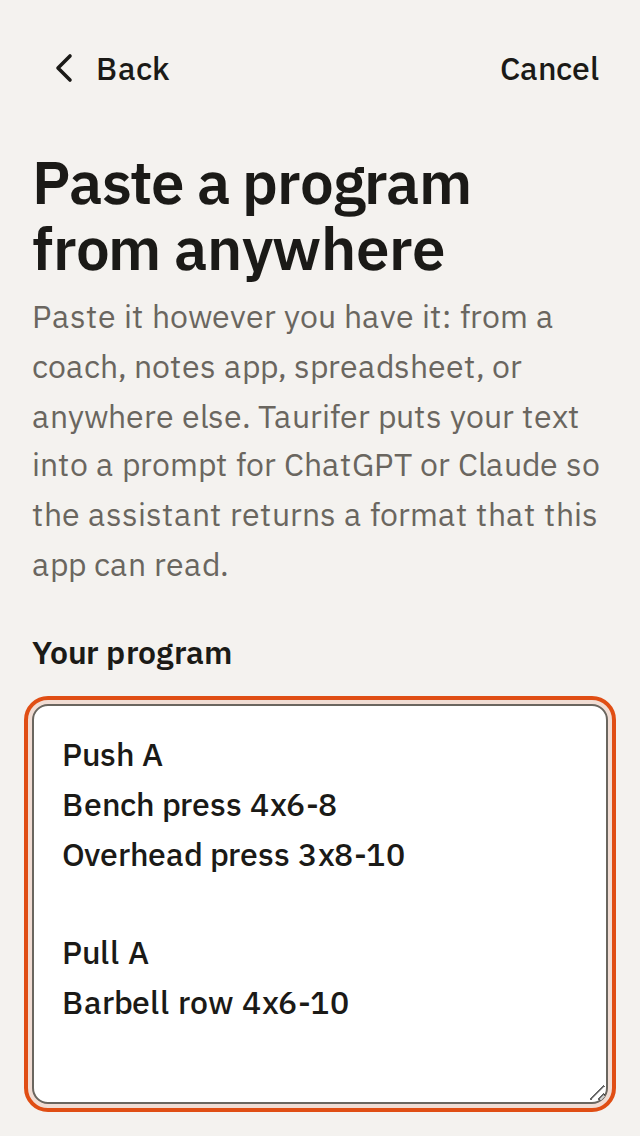 Back
Cancel
Paste a program
from anywhere
Paste it however you have it: from a
coach, notes app, spreadsheet, or
anywhere else. Taurifer puts your text
into a prompt for ChatGPT or Claude so
the assistant returns a format that this
app can read.
Your program
Push A
Bench press 4x6-8
Overhead press 3x8-10
Pull A
Barbell row 4x6-10